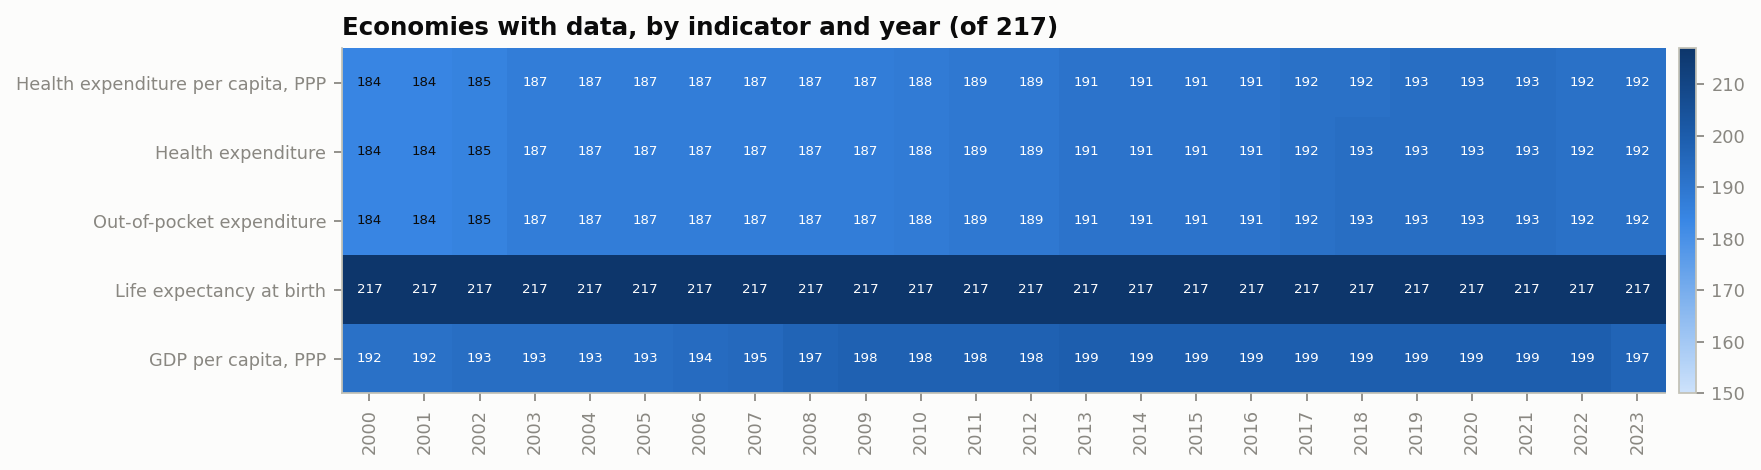 Economies with data, by indicator and year (of 217)
Health expenditure per capita, PPP 184 184 185 187 187 187 187 187 187 187 188 189 189 191 191 191 191 192 192 193 193 193 192 192
Health expenditure 184 184 185 187 187 187 187 187 187 187 188 189 189 191 191 191 191 192 193 193 193 193 192 192
Out-of-pocket expenditure 184 184 185 187 187 187 187 187 187 187 188 189 189 191 191 191 191 192 193 193 193 193 192 192
Life expectancy at birth 217 217 217 217 217 217 217 217 217 217 217 217 217 217 217 217 217 217 217 217 217 217 217 217
GDP per capita, PPP 192 192 193 193 193 193 194 195 197 198 198 198 198 199 199 199 199 199 199 199 199 199 199 197
2000 2001 2002 2003 2004 2005 2006 2007 2008 2009 2010 2011 2012 2013 2014 2015 2016 2017 2018 2019 2020 2021 2022 2023
210
200
190
180
170
160
150